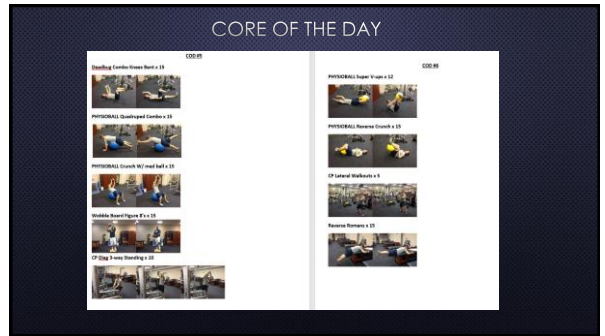 CORE OF THE DAY
COD #5
Deadbug Combo Knees Bent x 15
PHYSIOBALL Quadruped Combo x 15
PHYSIOBALL Crunch W/ med ball x 15
Wobble Board Figure 8's x 15
CP Diag 3-way Standing x 10
COD #6
PHYSIOBALL Super V-ups x 12
PHYSIOBALL Reverse Crunch x 15
CP Lateral Walkouts x 5
Reverse Romans x 15